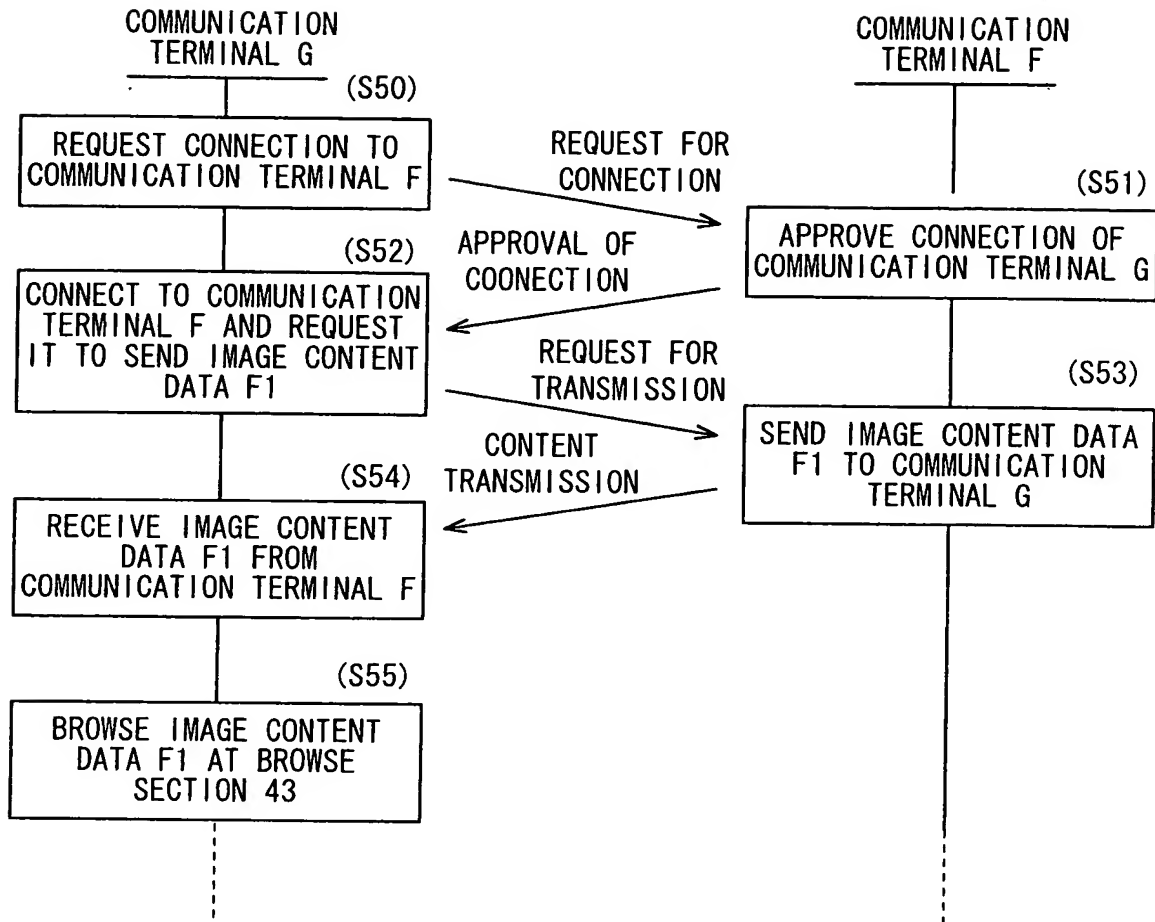 COMMUNICATION
TERMINAL G
COMMUNICATION
TERMINAL F
(S50)
REQUEST CONNECTION TO
COMMUNICATION TERMINAL F
REQUEST FOR
CONNECTION
(S51)
APPROVE CONNECTION OF
COMMUNICATION TERMINAL G
APPROVAL OF
COONECTION
(S52)
CONNECT TO COMMUNICATION
TERMINAL F AND REQUEST
IT TO SEND IMAGE CONTENT
DATA F1
REQUEST FOR
TRANSMISSION
(S53)
SEND IMAGE CONTENT DATA
F1 TO COMMUNICATION
TERMINAL G
CONTENT
TRANSMISSION
(S54)
RECEIVE IMAGE CONTENT
DATA F1 FROM
COMMUNICATION TERMINAL F
(S55)
BROWSE IMAGE CONTENT
DATA F1 AT BROWSE
SECTION 43